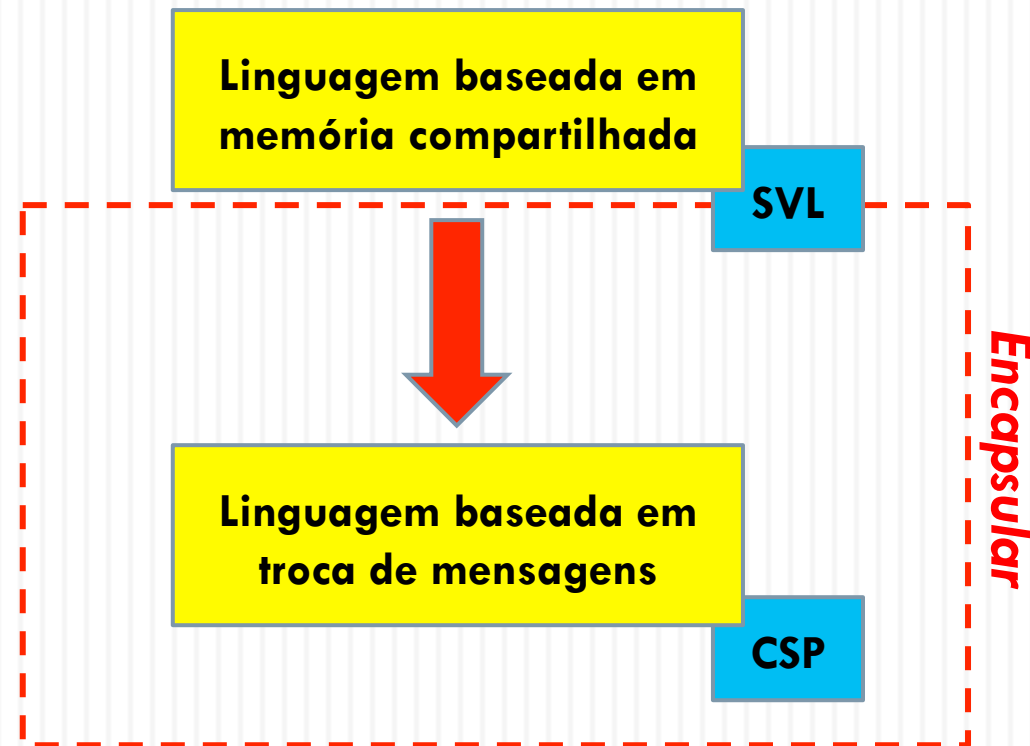 Linguagem baseada em
memória compartilhada
SVL
Encapsular
Linguagem baseada em
troca de mensagens
CSP